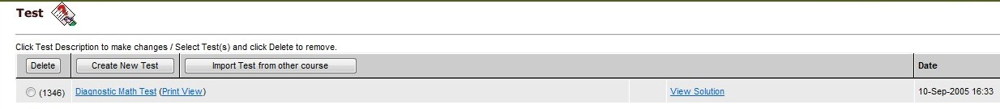 Test
Click Test Description to make changes / Select Test(s) and click Delete to remove.
Delete Create New Test Import Test from other course Date
(1346) Diagnostic Math Test (Print View) View Solution 10-Sep-2005 16:33